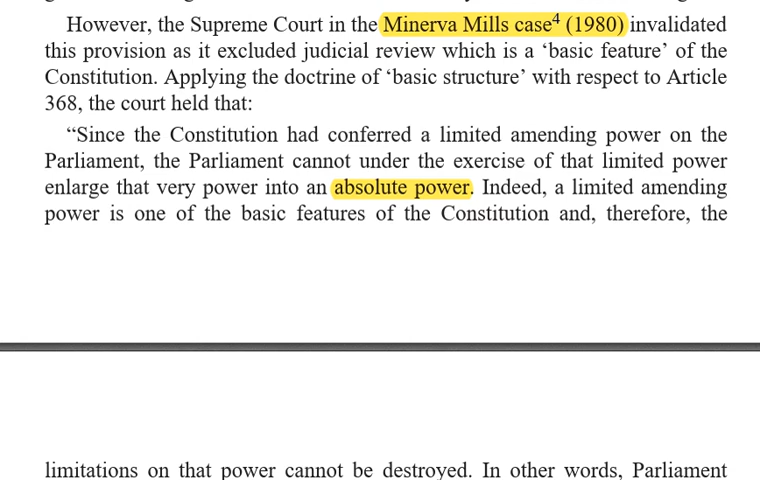 However, the Supreme Court in the Minerva Mills case4 (1980) invalidated
this provision as it excluded judicial review which is a ‘basic feature’ of the
Constitution. Applying the doctrine of ‘basic structure’ with respect to Article
368, the court held that:
“Since the Constitution had conferred a limited amending power on the
Parliament, the Parliament cannot under the exercise of that limited power
enlarge that very power into an absolute power. Indeed, a limited amending
power is one of the basic features of the Constitution and, therefore, the
limitations on that power cannot be destroyed. In other words, Parliament